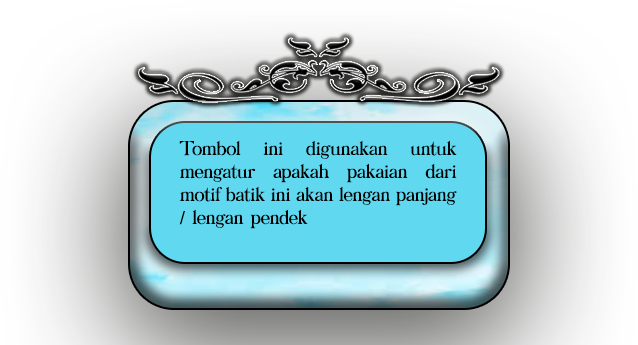 Tombol ini digunakan untuk
mengatur apakah pakaian dari
motif batik ini akan lengan panjang
/ lengan pendek